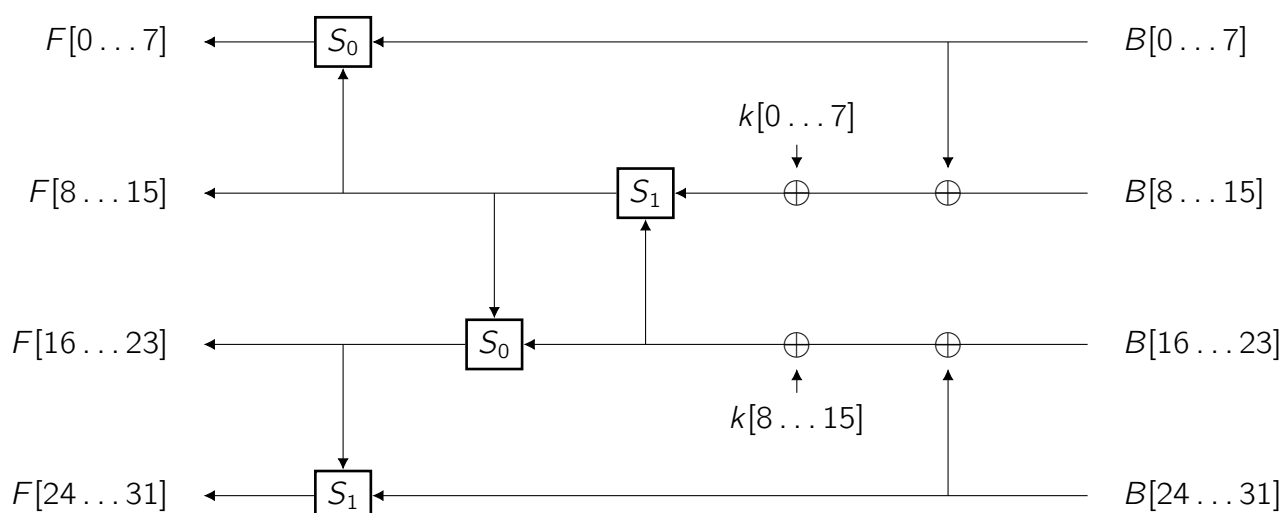 F[0...7] S₀ B[0...7]
k[0...7]
F[8...15] S₁ ⊕ ⊕ B[8...15]
F[16...23] S₀ ⊕ ⊕ B[16...23]
k[8...15]
F[24...31] S₁ B[24...31]